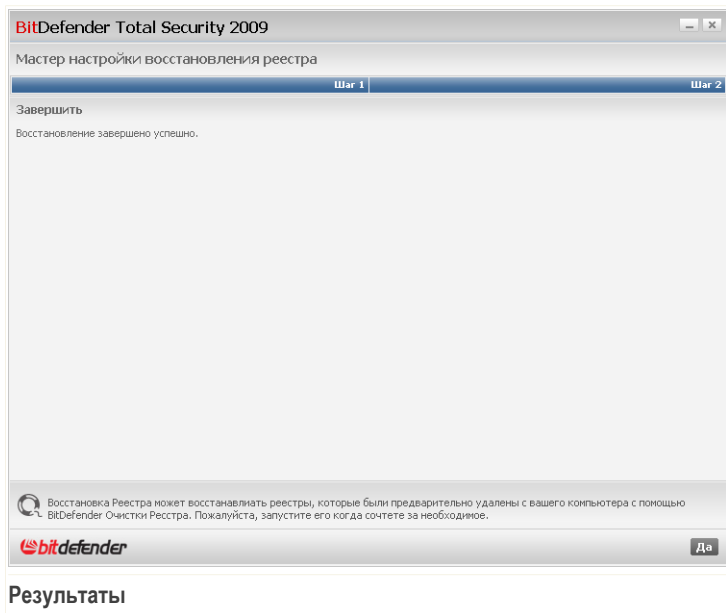 BitDefender Total Security 2009
Мастер настройки восстановления реестра
Шаг 1 Шаг 2
Завершить
Восстановление завершено успешно.
Восстановка Реестра может восстанавлиать реестры, которые были предварительно удалены с вашего компьютера с помощью
BitDefender Очистки Ресстра. Пожалуйста, запустите его когда сочтете за необходимое.
bitdefender
Да
Результаты